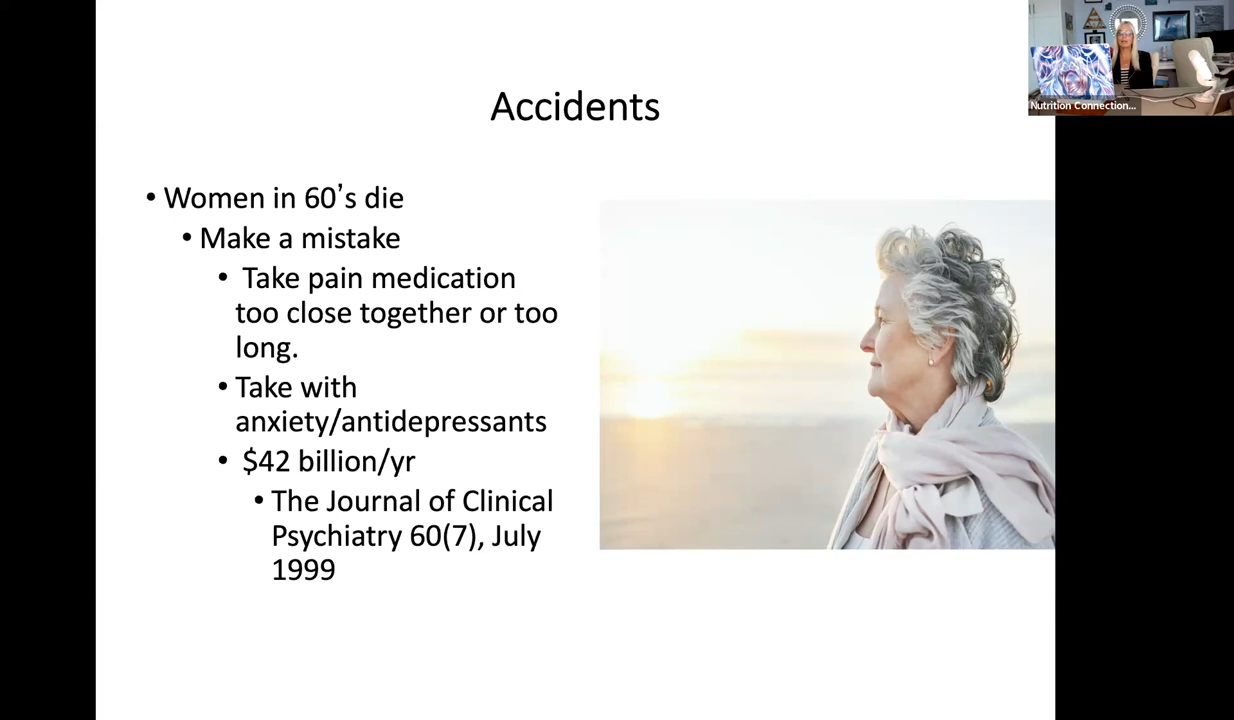 Nutrition Connection...
Accidents
• Women in 60's die
• Make a mistake
• Take pain medication
too close together or too
long.
• Take with
anxiety/antidepressants
• $42 billion/yr
• The Journal of Clinical
Psychiatry 60(7), July
1999